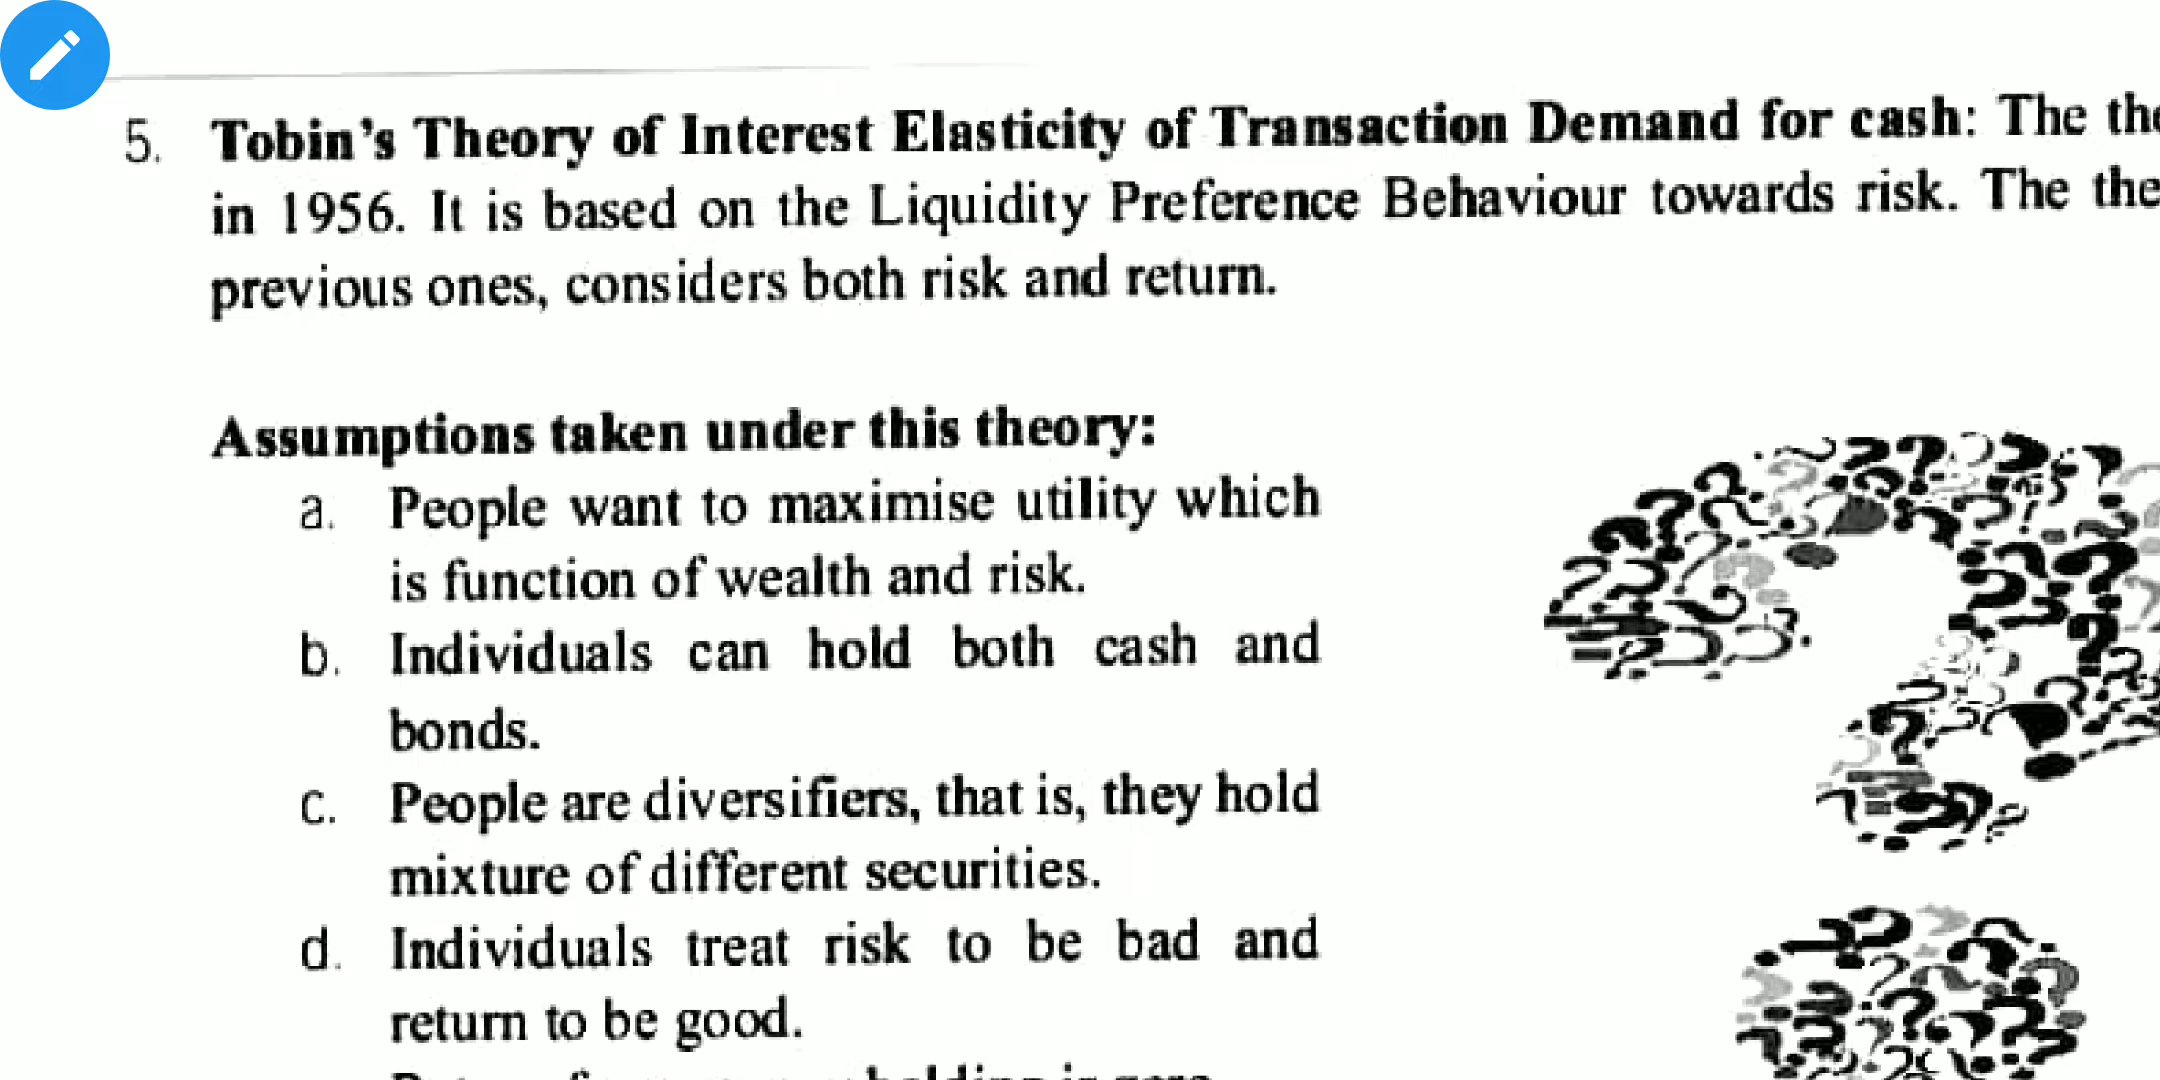 5. Tobin's Theory of Interest Elasticity of Transaction Demand for cash: The
in 1956. It is based on the Liquidity Preference Behaviour towards risk. The
previous ones, considers both risk and return.
Assumptions taken under this theory:
a. People want to maximise utility which
is function of wealth and risk.
b. Individuals can hold both cash and
bonds.
c. People are diversifiers, that is, they hold
mixture of different securities.
d. Individuals treat risk to be bad and
return to be good.
holding is zero